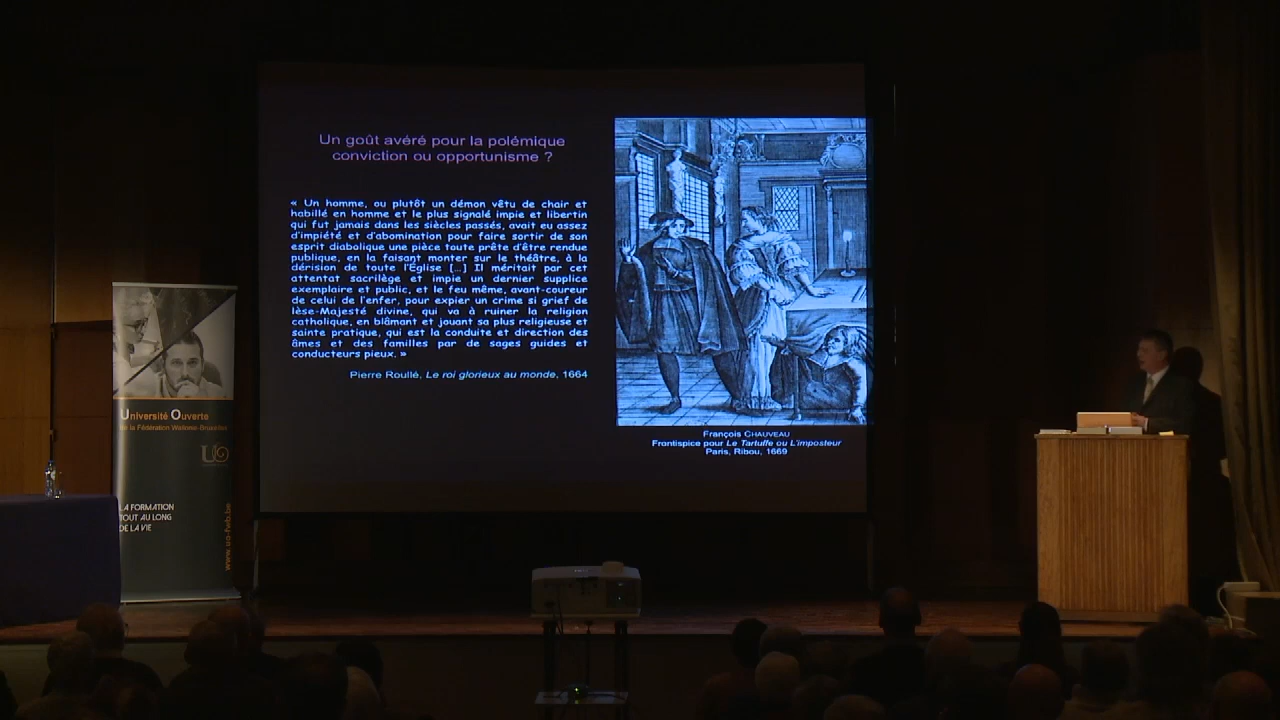 Un goût avéré pour la polémique
conviction ou opportunisme ?
« Un homme, ou plutôt un démon vêtu de chair et
habillé en homme et le plus signalé impie et libertin
qui fut jamais dans les siècles passés, avait eu assez
d'impiété et d'abomination pour faire sortir de son
esprit diabolique une pièce toute prête d'être rendue
publique, en la faisant monter sur le théâtre, à la
dérision de toute l'Église [...] Il méritait par cet
attentat sacrilège et impie un dernier supplice
exemplaire et public, et le feu même, avant-coureur
de celui de l'enfer, pour expier un crime si grief de
lèse-Majesté divine, qui va à ruiner la religion
catholique, en blâmant et jouant sa plus religieuse et
sainte pratique, qui est la conduite et direction des
âmes et des familles par de sages guides et
conducteurs pieux. »
Pierre Roullé, Le roi glorieux au monde, 1664
François CHAUVEAU
Frontispice pour Le Tartuffe ou L'imposteur
Paris, Ribou, 1669
Université Ouverte
de la Fédération Wallonie-Bruxelles
UO
LA FORMATION
TOUT AU LONG
DE LA VIE
www.uo-fwb.be